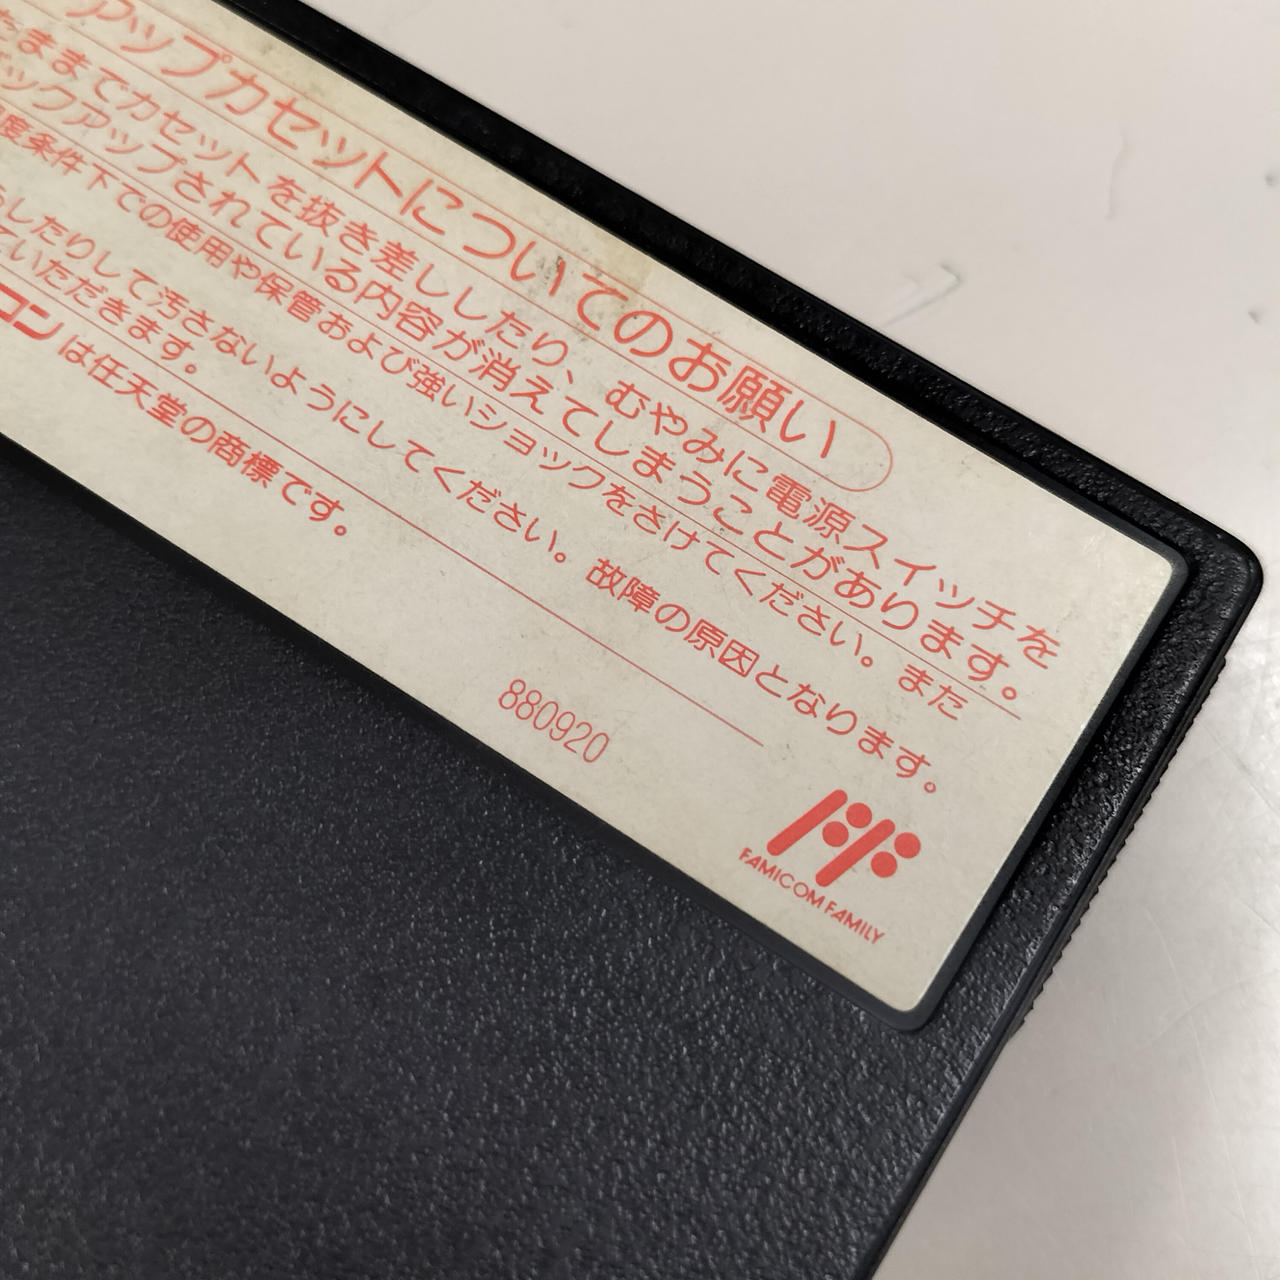 アップカセットについてのお願い
たままでカセットを抜き差ししたり、むやみに電源スイッチを
ックアップされている内容が消えてしまうことがあります。
度条件下での使用や保管および強いショックをさけてください。また
らしたりして汚さないようにしてください。故障の原因となります。
ていただきます。
コンは任天堂の商標です。
880920
FAMICOM FAMILY